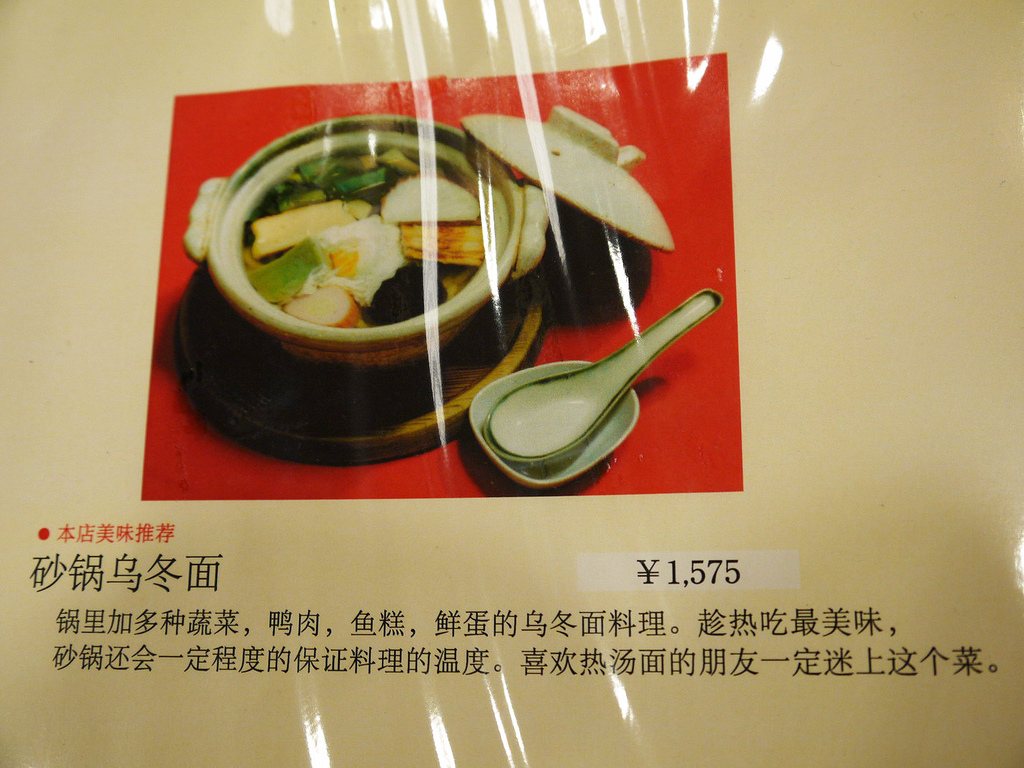 ● 本店美味推荐
砂锅乌冬面
￥1,575
锅里加多种蔬菜，鸭肉，鱼糕，鲜蛋的乌冬面料理。趁热吃最美味，
砂锅还会一定程度的保证料理的温度。喜欢热汤面的朋友一定迷上这个菜。